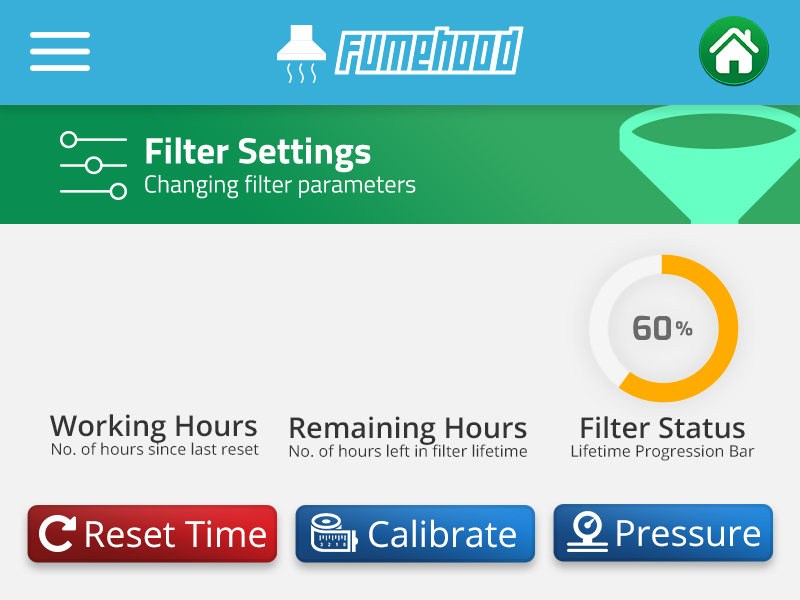 Fumehood
Filter Settings
Changing filter parameters
60%
Working Hours
No. of hours since last reset
Remaining Hours
No. of hours left in filter lifetime
Filter Status
Lifetime Progression Bar
Reset Time
Calibrate
Pressure